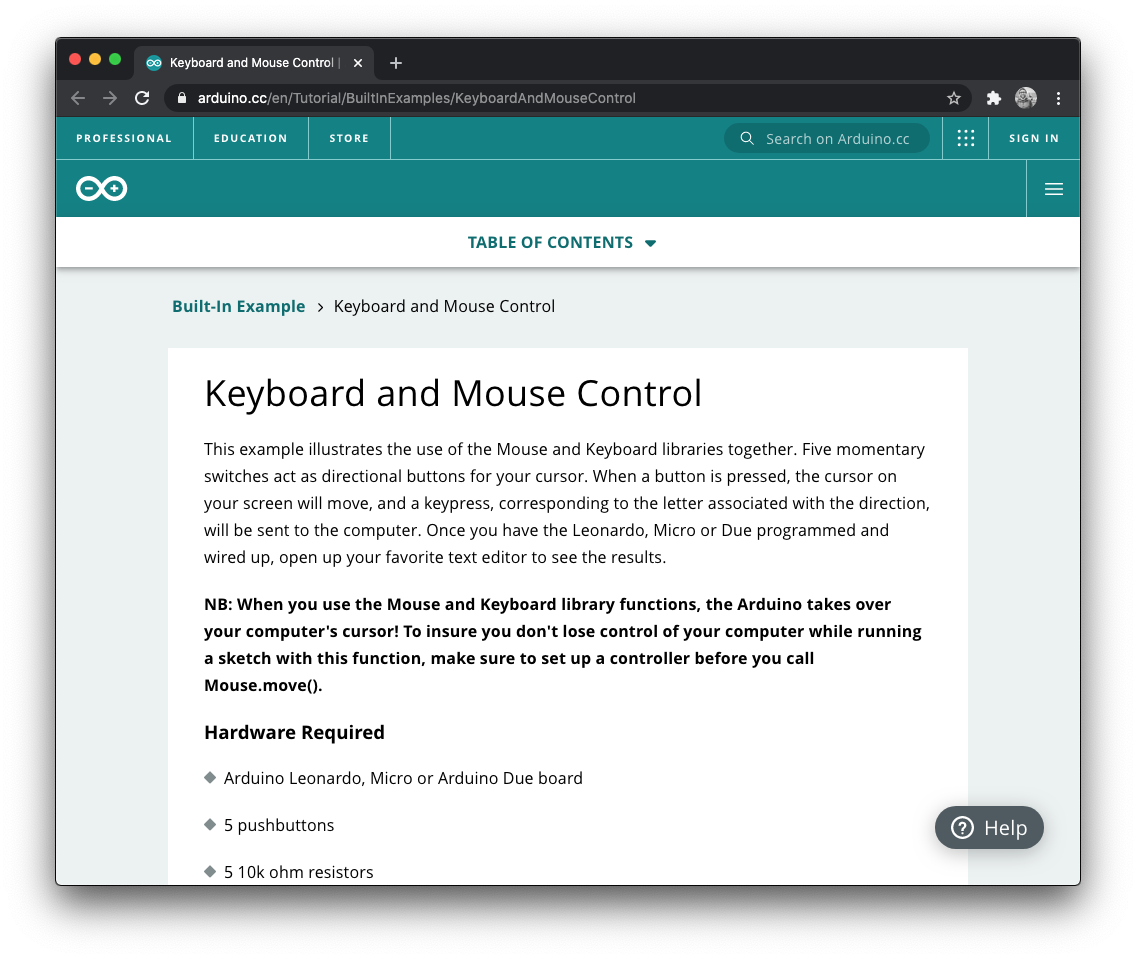 Keyboard and Mouse Control |
arduino.cc/en/Tutorial/BuiltInExamples/KeyboardAndMouseControl
PROFESSIONAL EDUCATION STORE Search on Arduino.cc SIGN IN
TABLE OF CONTENTS
Built-In Example > Keyboard and Mouse Control
Keyboard and Mouse Control
This example illustrates the use of the Mouse and Keyboard libraries together. Five momentary
switches act as directional buttons for your cursor. When a button is pressed, the cursor on
your screen will move, and a keypress, corresponding to the letter associated with the direction,
will be sent to the computer. Once you have the Leonardo, Micro or Due programmed and
wired up, open up your favorite text editor to see the results.
NB: When you use the Mouse and Keyboard library functions, the Arduino takes over
your computer's cursor! To insure you don't lose control of your computer while running
a sketch with this function, make sure to set up a controller before you call
Mouse.move().
Hardware Required
Arduino Leonardo, Micro or Arduino Due board
5 pushbuttons
5 10k ohm resistors
Help